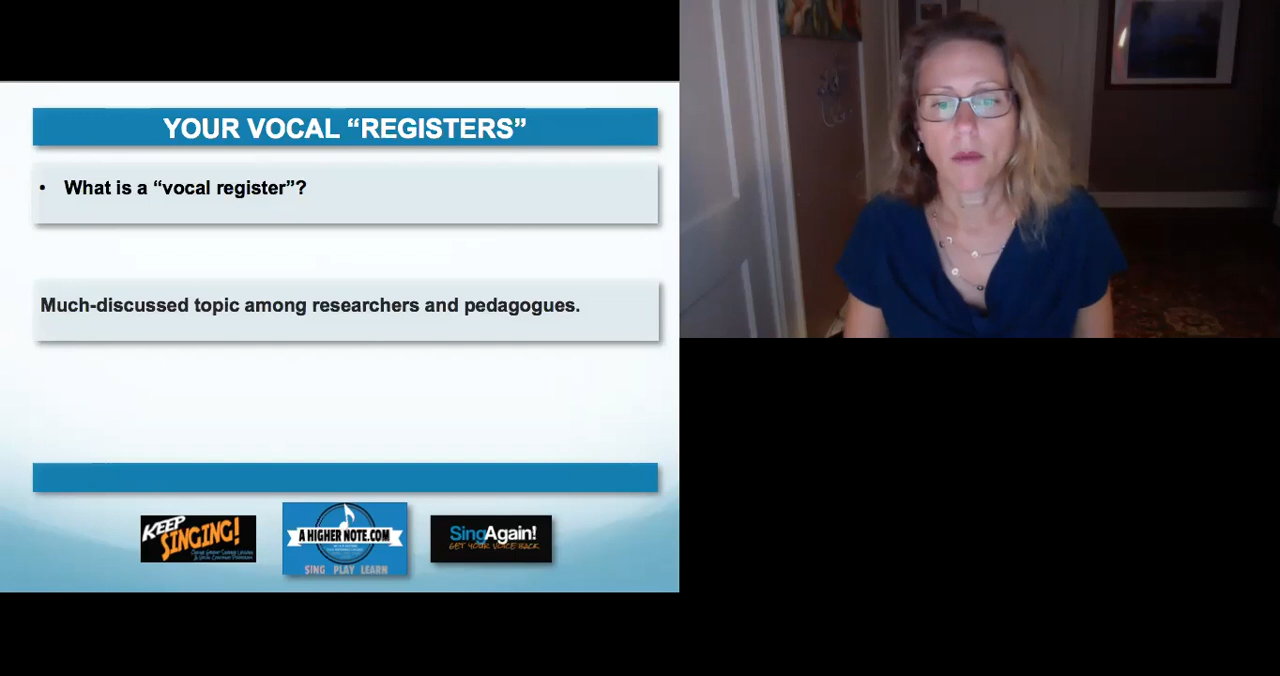 YOUR VOCAL “REGISTERS”
• What is a “vocal register”?
Much-discussed topic among researchers and pedagogues.
KEEP
SINGING!
A HIGHER NOTE.COM
SING PLAY LEARN
SingAgain!
GET YOUR VOICE BACK